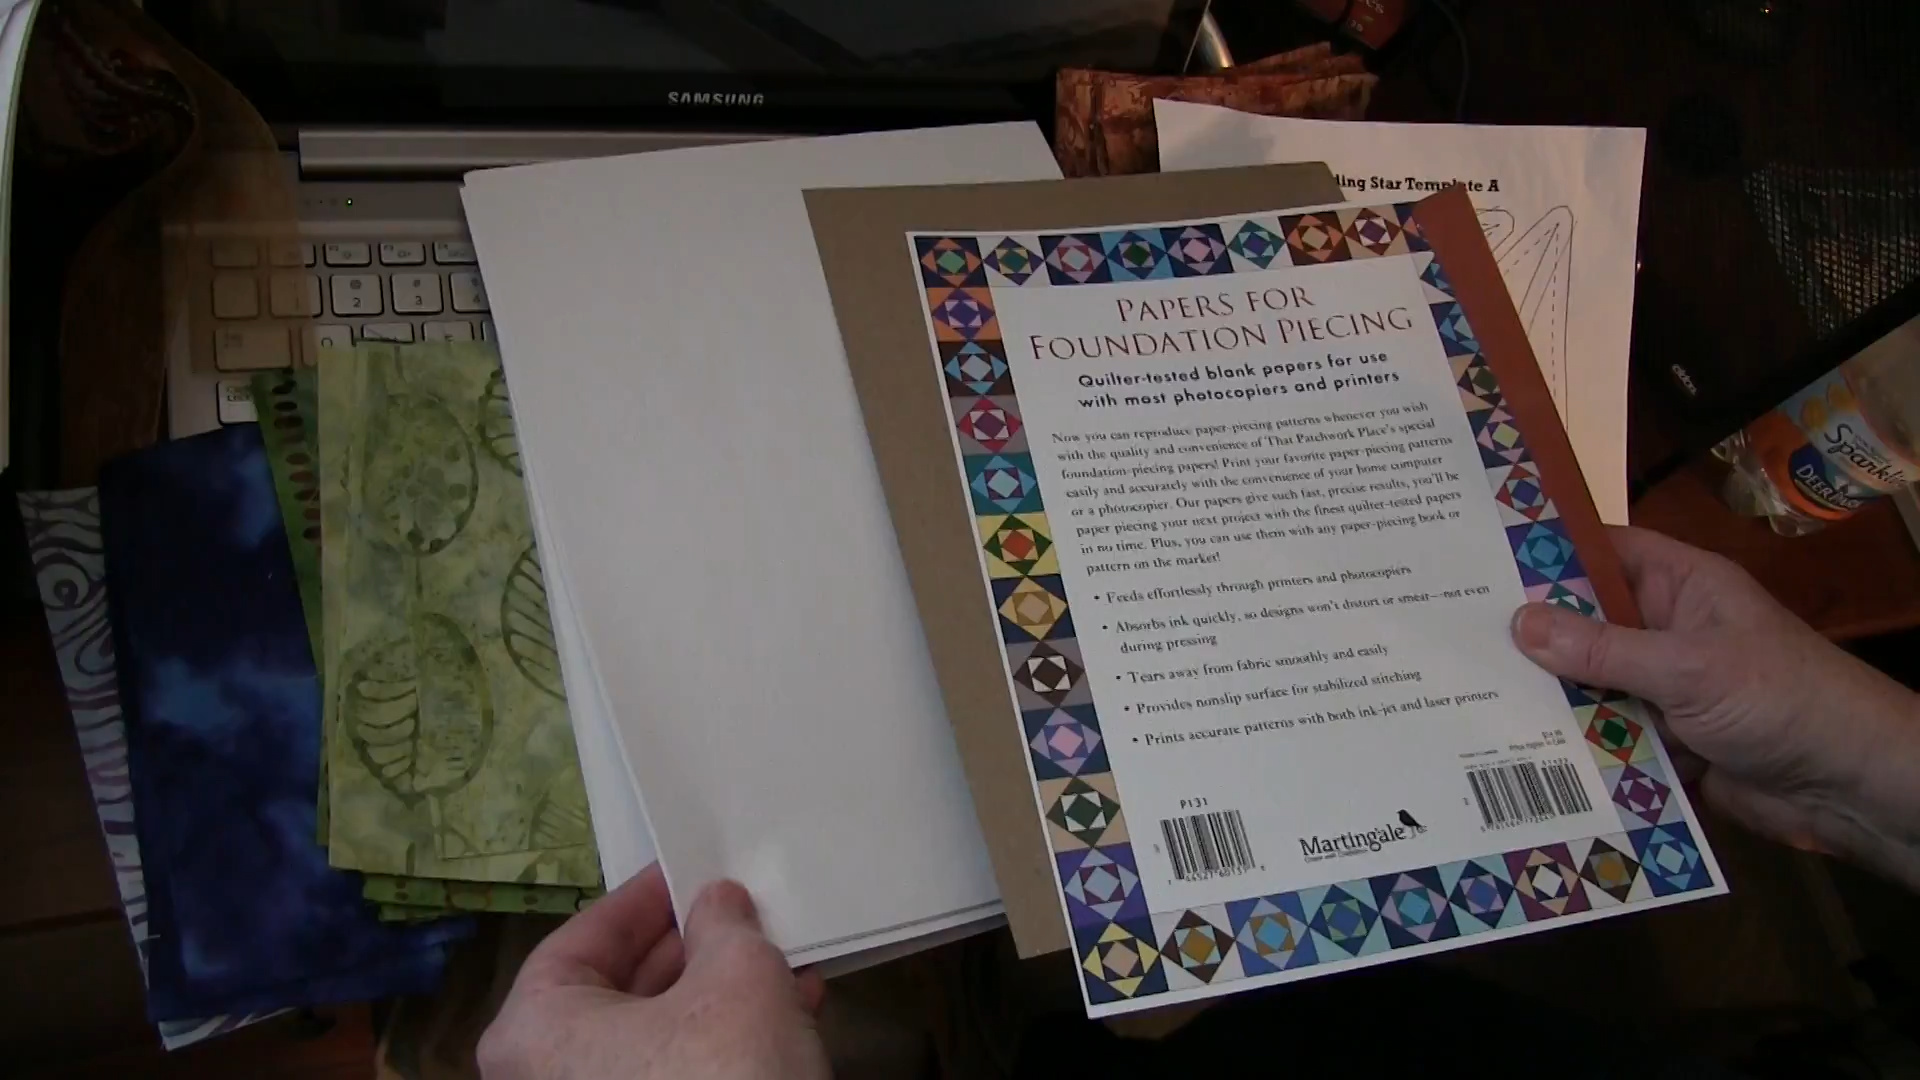 SAMSUNG
ding Star Template A
2
3
PAPERS FOR
FOUNDATION PIECING
Quilter-tested blank papers for use
with most photocopiers and printers
Now you can reproduce paper-piecing patterns whenever you wish
with the quality and convenience of That Patchwork Place's special
foundation-piecing papers! Print your favorite paper-piecing patterns
easily and accurately with the convenience of your home computer
or a photocopier. Our papers give such fast, precise results, you'll be
paper piecing your next project with the finest quilter-tested papers
in no time. Plus, you can use them with any paper-piecing book or
pattern on the market!
• Feeds effortlessly through printers and photocopiers
• Absorbs ink quickly, so designs won't distort or smear—not even
during pressing
• Tears away from fabric smoothly and easily
• Provides nonslip surface for stabilized stitching
• Prints accurate patterns with both ink-jet and laser printers
P131
Martingale
Sparkli
DEER PA